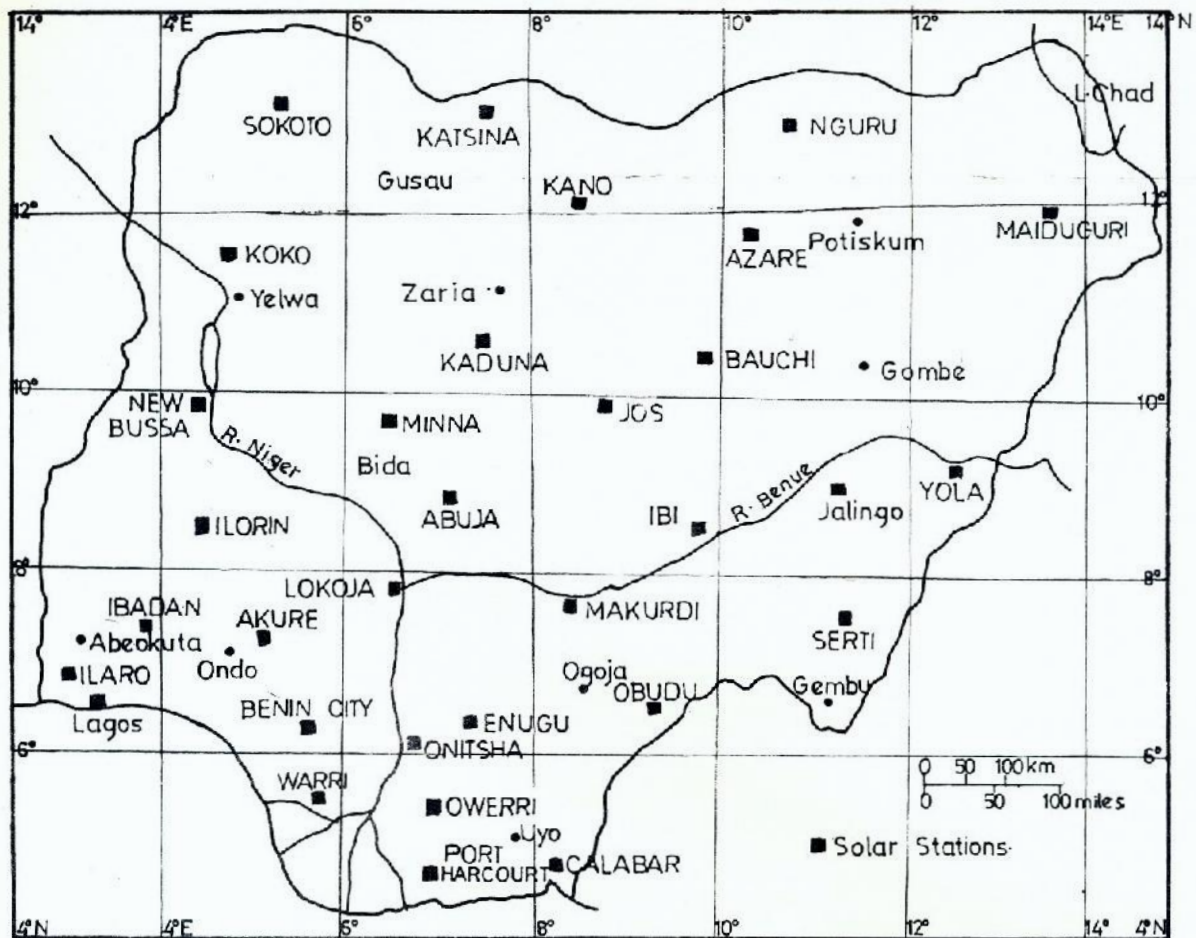 14° 4°E 6° 8° 10° 12° 14°E 14°N
L. Chad
SOKOTO
KATSINA
NGURU
Gusau
KANO
12° 12°
Potiskum
MAIDUGURI
AZARE
KOKO
Yelwa
Zaria
KADUNA
BAUCHI
Gombe
10° 10°
NEW
BUSSA
MINNA
JOS
R. Niger
Bida
ABUJA
IBI
R. Benue
Jalingo
YOLA
ILORIN
8° 8°
LOKOJA
IBADAN
AKURE
MAKURDI
SERTI
Abeokuta
Ondo
ILARO
Ogoja
OBUDU
Gembu
Lagos
BENIN CITY
ENUGU
ONITSHA
6° 6°
0 50 100 km
0 50 100 miles
WARRI
OWERRI
Uyo
PORT
HARCOURT
CALABAR
Solar Stations
4°N 4°E 6° 8° 10° 12° 14° 4°N